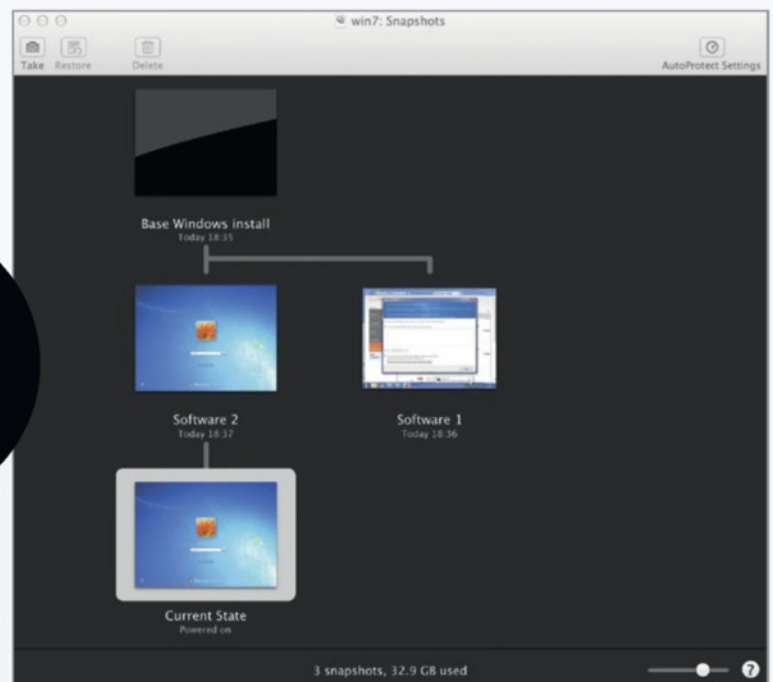 win7: Snapshots
Take Restore Delete AutoProtect Settings
Base Windows install
Today 18:35
Software 2
Today 18:37
Software 1
Today 18:36
Current State
Powered on
3 snapshots, 32.9 GB used
?